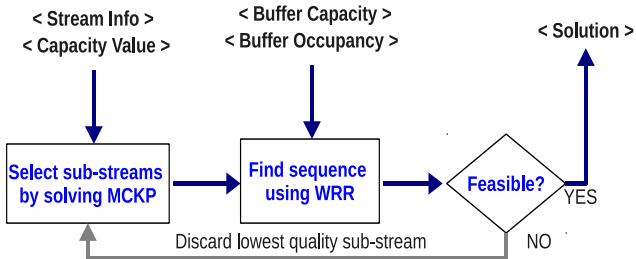 < Stream Info >
< Capacity Value >
< Buffer Capacity >
< Buffer Occupancy >
< Solution >
Select sub-streams
by solving MCKP
Find sequence
using WRR
Feasible?
YES
Discard lowest quality sub-stream
NO